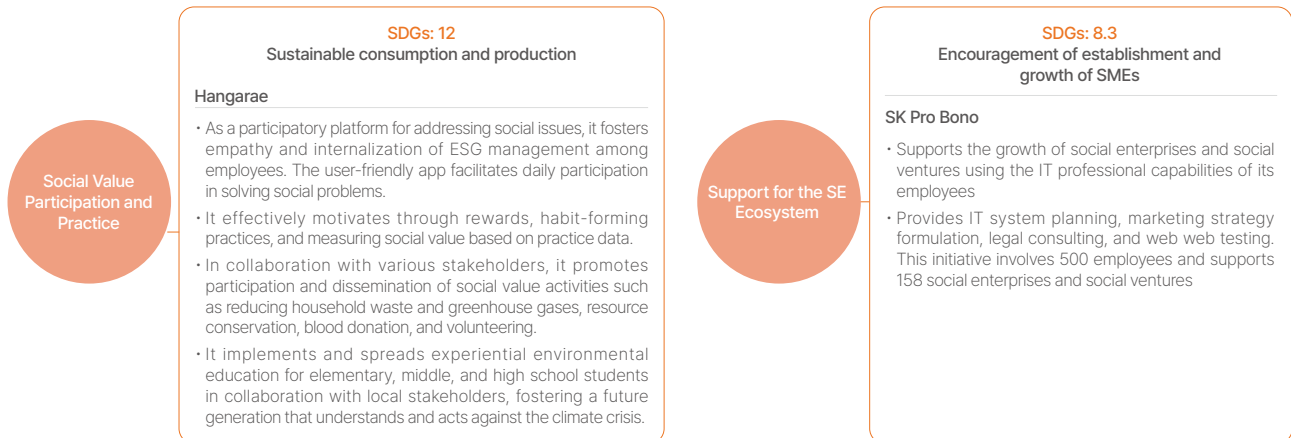 Social Value
Participation and
Practice
SDGs: 12
Sustainable consumption and production
Hangarae
• As a participatory platform for addressing social issues, it fosters
empathy and internalization of ESG management among
employees. The user-friendly app facilitates daily participation
in solving social problems.
• It effectively motivates through rewards, habit-forming
practices, and measuring social value based on practice data.
• In collaboration with various stakeholders, it promotes
participation and dissemination of social value activities such
as reducing household waste and greenhouse gases, resource
conservation, blood donation, and volunteering.
• It implements and spreads experiential environmental
education for elementary, middle, and high school students
in collaboration with local stakeholders, fostering a future
generation that understands and acts against the climate crisis.
Support for the SE
Ecosystem
SDGs: 8.3
Encouragement of establishment and
growth of SMEs
SK Pro Bono
• Supports the growth of social enterprises and social
ventures using the IT professional capabilities of its
employees
• Provides IT system planning, marketing strategy
formulation, legal consulting, and web web testing.
This initiative involves 500 employees and supports
158 social enterprises and social ventures